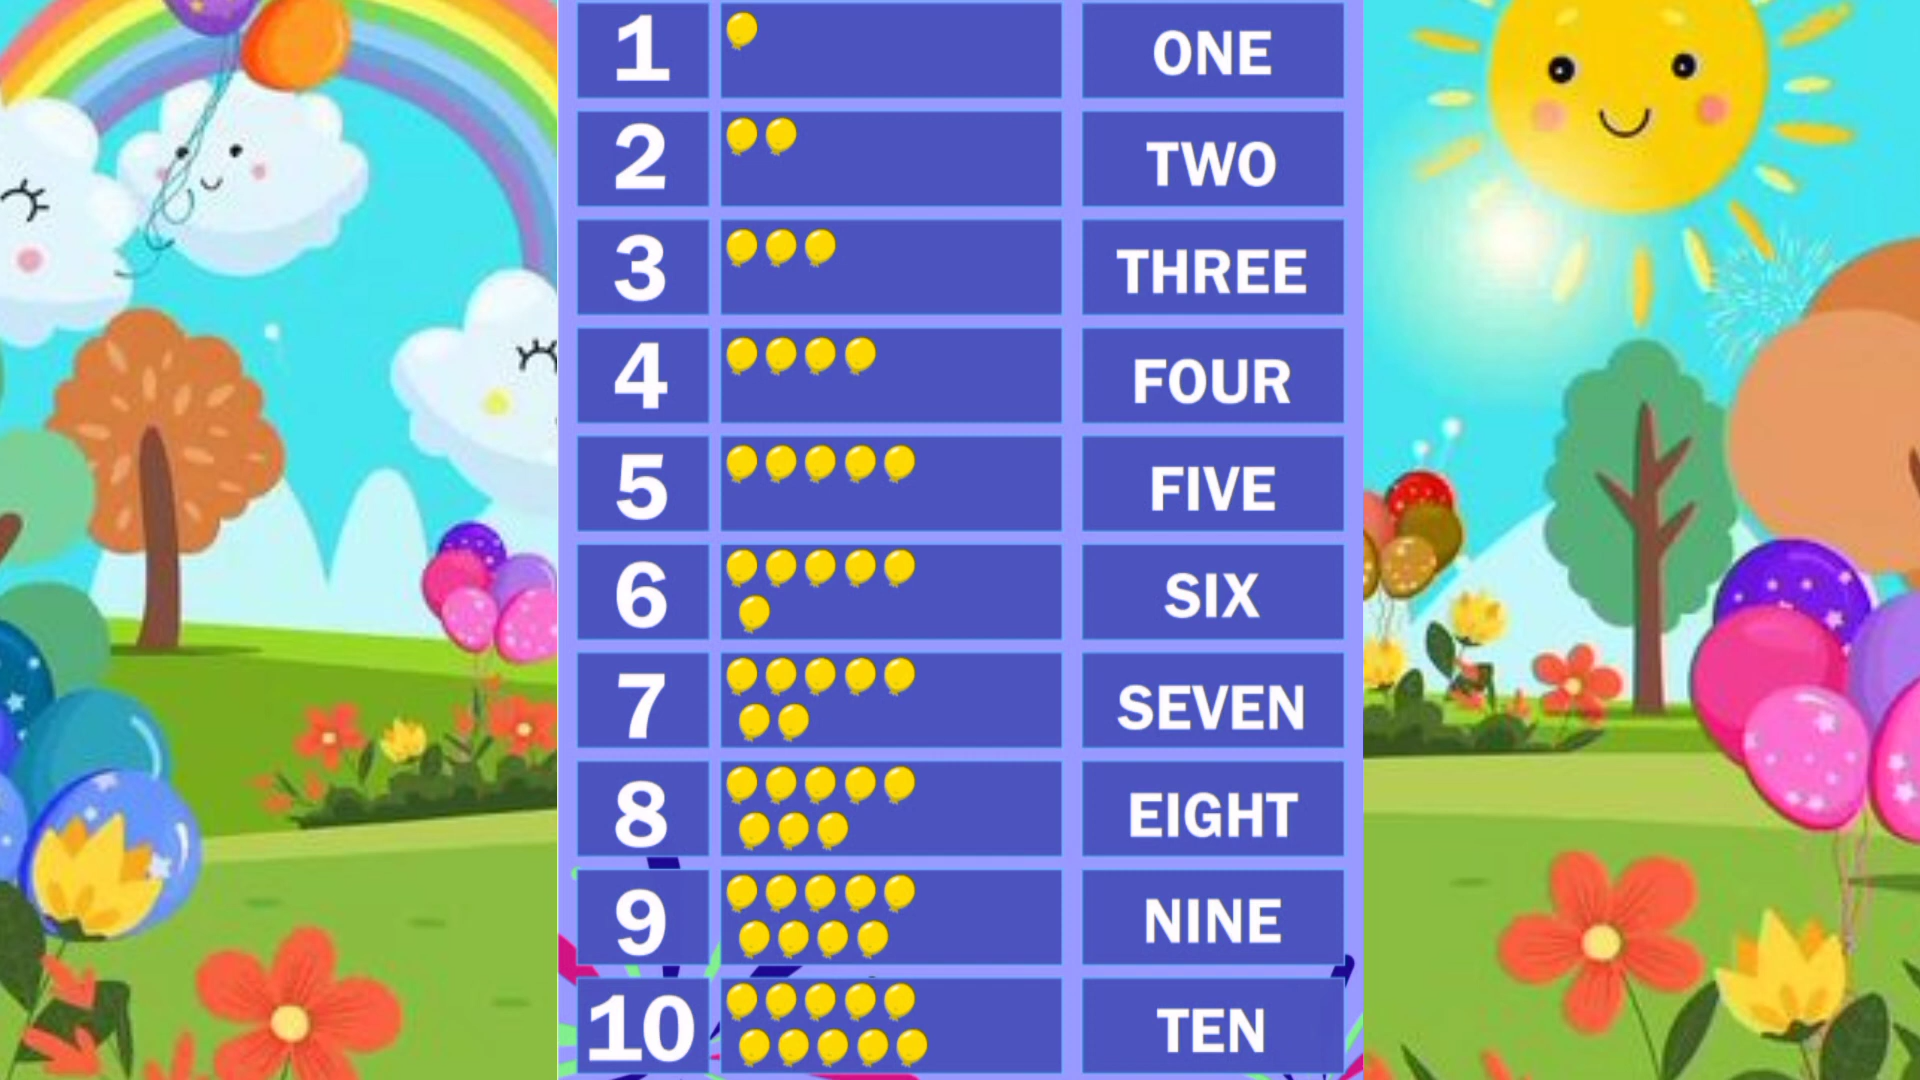 1 ONE
2 TWO
3 THREE
4 FOUR
5 FIVE
6 SIX
7 SEVEN
8 EIGHT
9 NINE
10 TEN